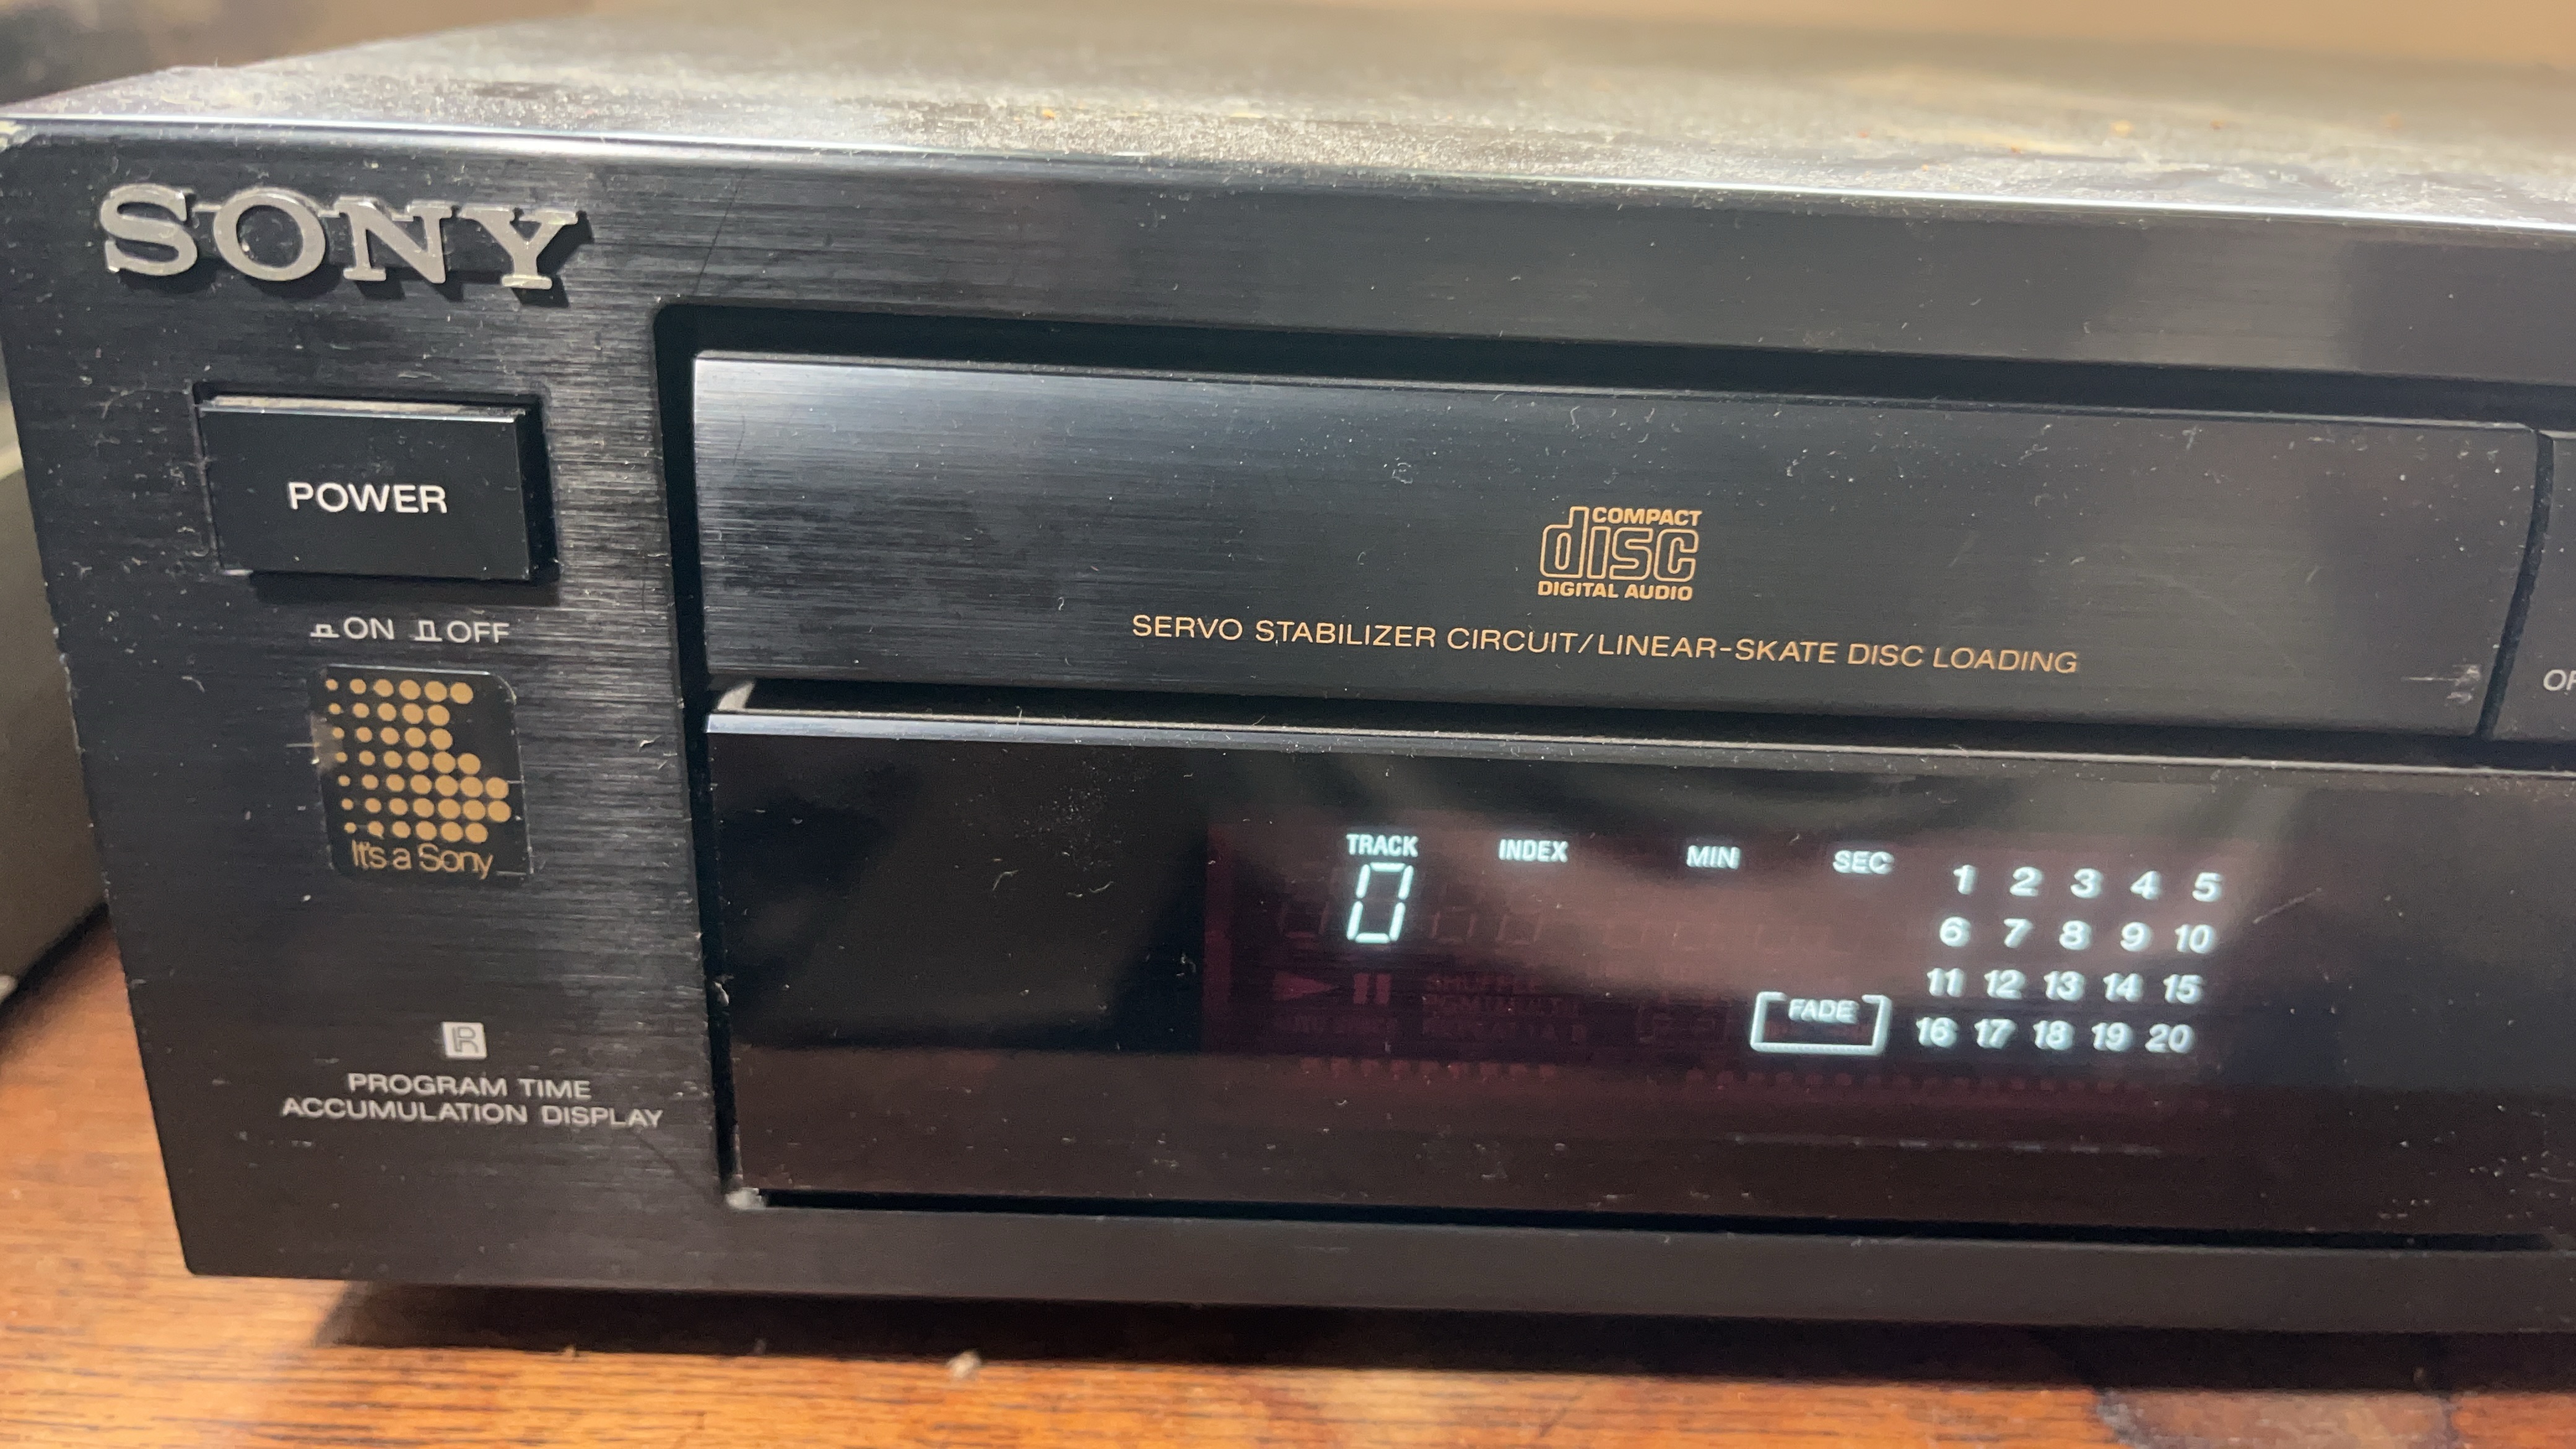 SONY
POWER
ON OFF
It's a Sony
R
PROGRAM TIME
ACCUMULATION DISPLAY
COMPACT
disc
DIGITAL AUDIO
SERVO STABILIZER CIRCUIT/LINEAR-SKATE DISC LOADING
TRACK INDEX MIN SEC
0
1 2 3 4 5
6 7 8 9 10
11 12 13 14 15
FADE
16 17 18 19 20
SHUFFLE